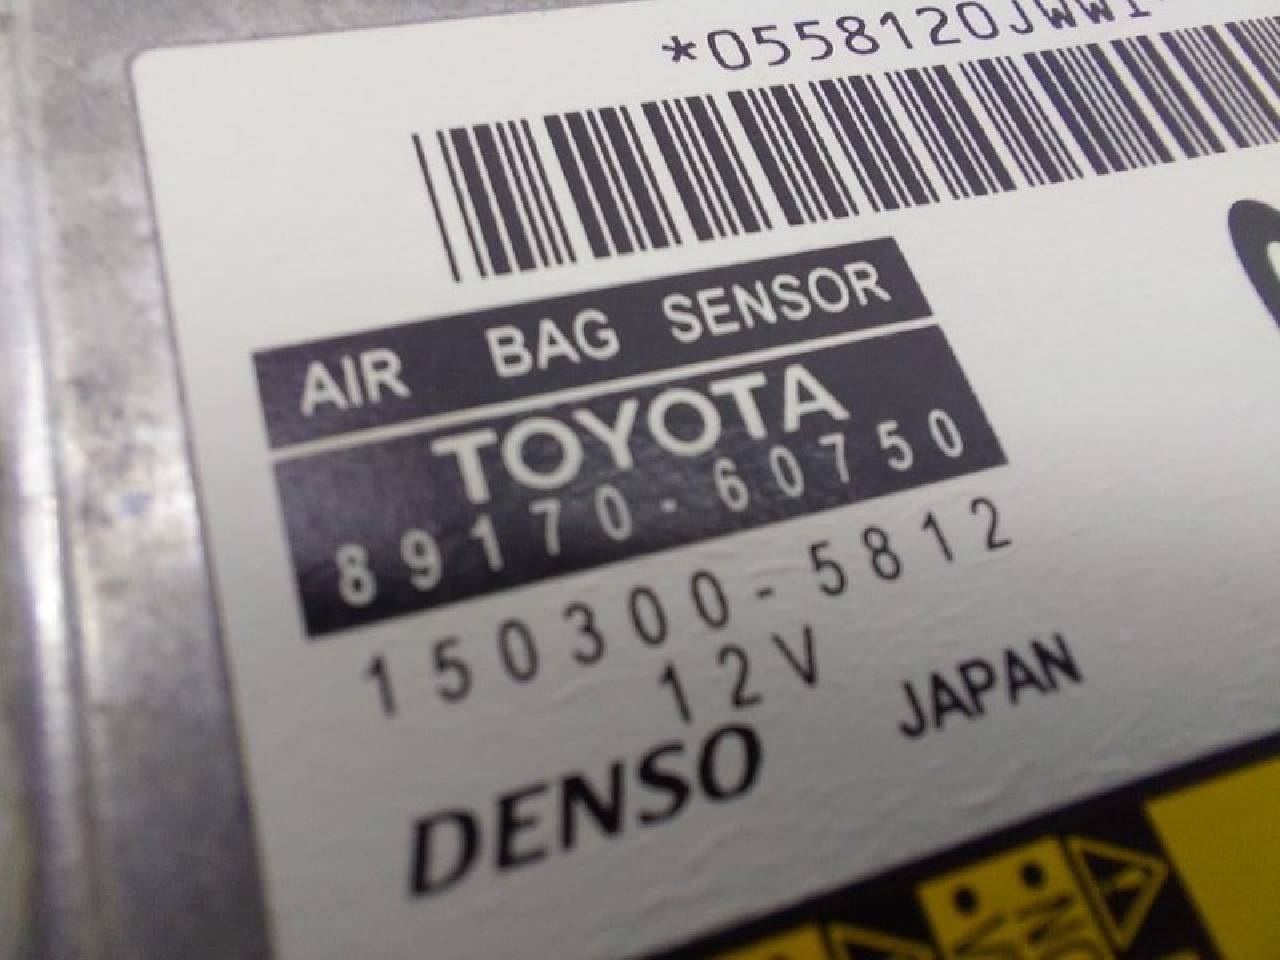 *0558120JWW1
AIR BAG SENSOR
TOYOTA
89170-60750
150300-5812
12V
DENSO JAPAN